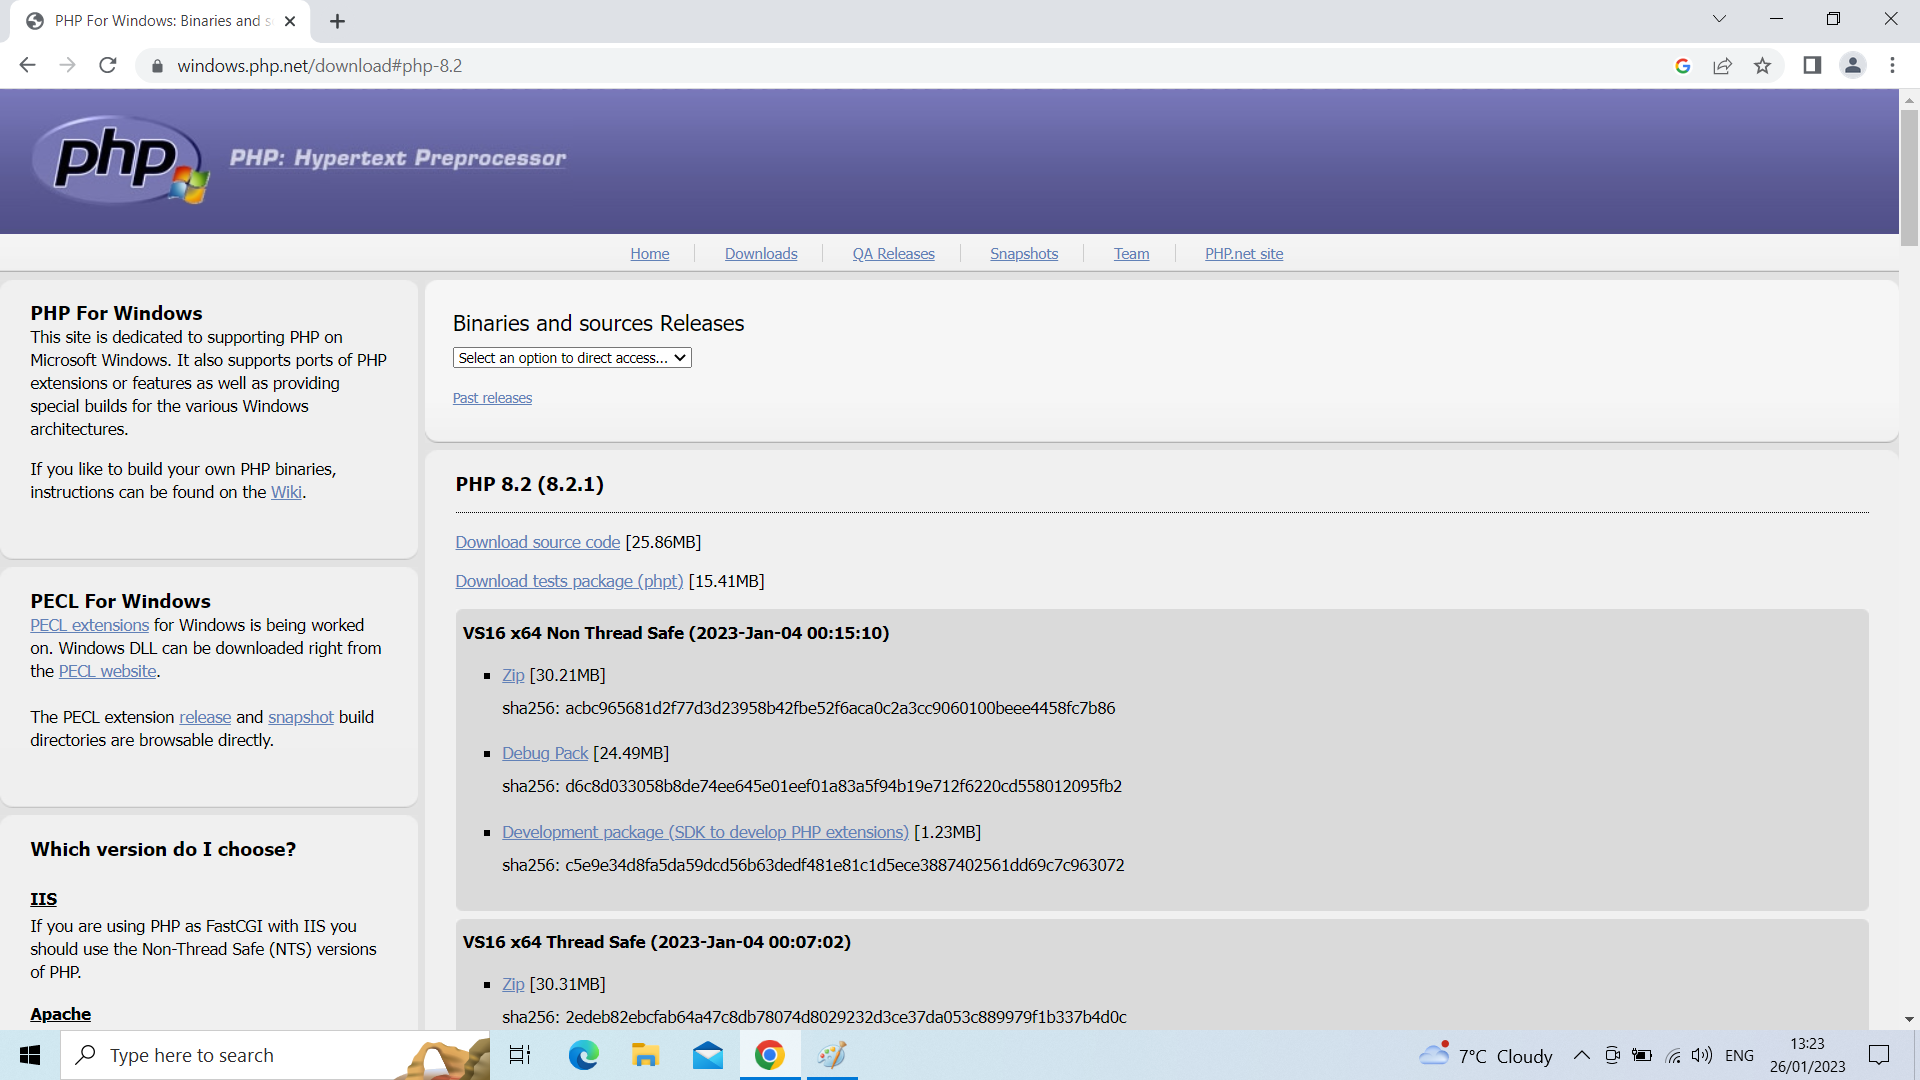 PHP For Windows: Binaries and s
windows.php.net/download#php-8.2
php
PHP: Hypertext Preprocessor
Home
Downloads
QA Releases
Snapshots
Team
PHP.net site
PHP For Windows
This site is dedicated to supporting PHP on
Microsoft Windows. It also supports ports of PHP
extensions or features as well as providing
special builds for the various Windows
architectures.
If you like to build your own PHP binaries,
instructions can be found on the Wiki.
PECL For Windows
PECL extensions for Windows is being worked
on. Windows DLL can be downloaded right from
the PECL website.
The PECL extension release and snapshot build
directories are browsable directly.
Which version do I choose?
IIS
If you are using PHP as FastCGI with IIS you
should use the Non-Thread Safe (NTS) versions
of PHP.
Apache
Binaries and sources Releases
Select an option to direct access...
Past releases
PHP 8.2 (8.2.1)
Download source code [25.86MB]
Download tests package (phpt) [15.41MB]
VS16 x64 Non Thread Safe (2023-Jan-04 00:15:10)
Zip [30.21MB]
sha256: acbc965681d2f77d3d23958b42fbe52f6aca0c2a3cc9060100beee4458fc7b86
Debug Pack [24.49MB]
sha256: d6c8d033058b8de74ee645e01eef01a83a5f94b19e712f6220cd558012095fb2
Development package (SDK to develop PHP extensions) [1.23MB]
sha256: c5e9e34d8fa5da59dcd56b63dedf481e81c1d5ece3887402561dd69c7c963072
VS16 x64 Thread Safe (2023-Jan-04 00:07:02)
Zip [30.31MB]
sha256: 2edeb82ebcfab64a47c8db78074d8029232d3ce37da053c889979f1b337b4d0c
Type here to search
7°C Cloudy
ENG
13:23
26/01/2023